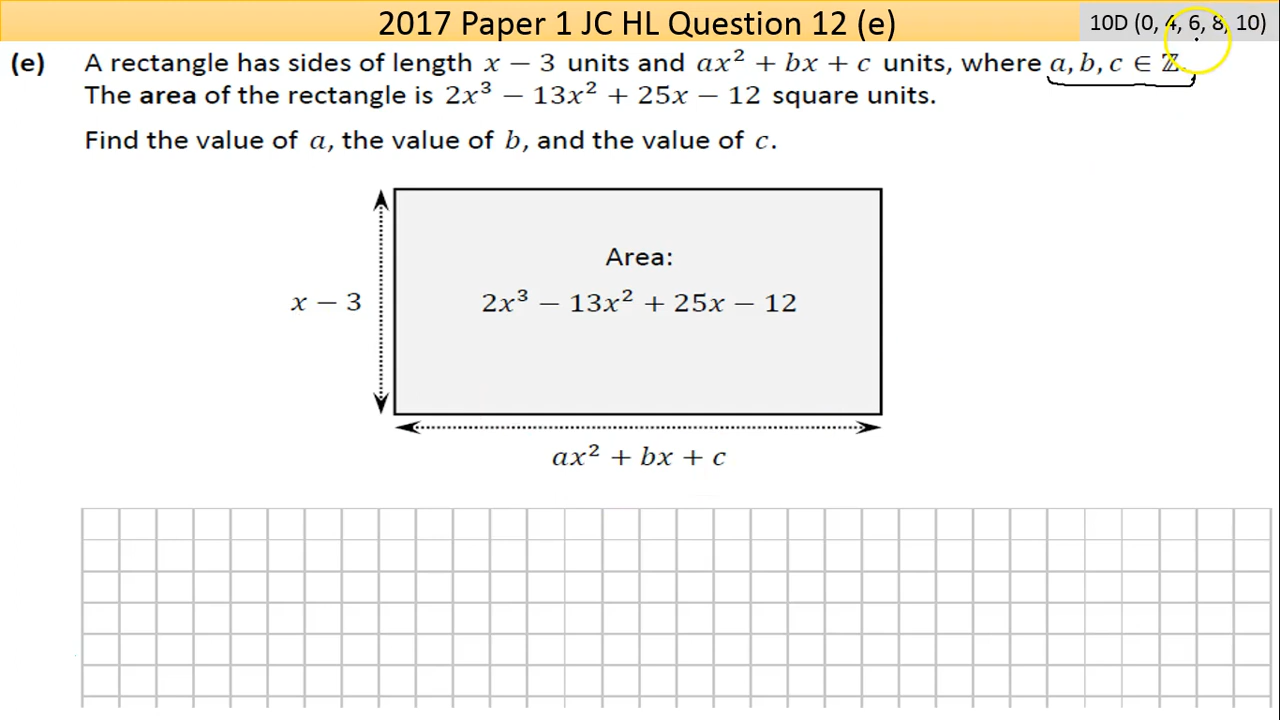 2017 Paper 1 JC HL Question 12 (e)
10D (0, 4, 6, 8, 10)
(e) A rectangle has sides of length x − 3 units and ax² + bx + c units, where a, b, c ∈ ℤ.
The area of the rectangle is 2x³ − 13x² + 25x − 12 square units.
Find the value of a, the value of b, and the value of c.
Area:
x − 3
2x³ − 13x² + 25x − 12
ax² + bx + c